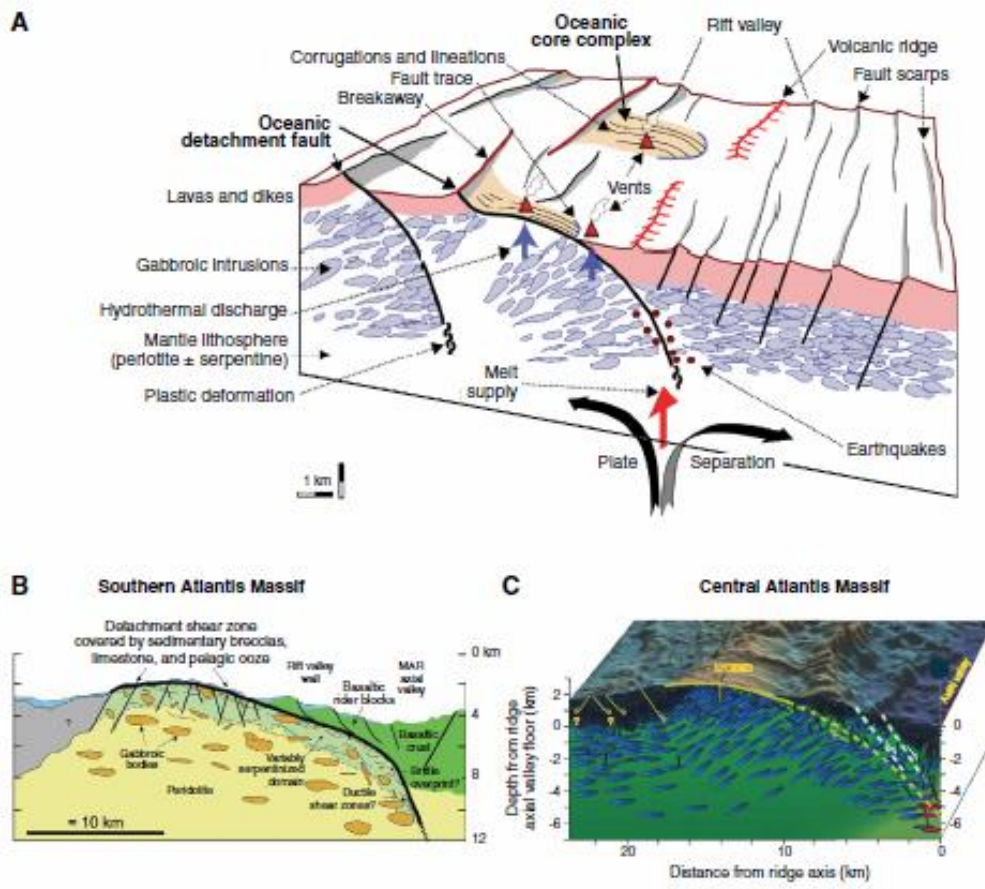 A
Oceanic
core complex
Rift valley
Corrugations and lineations
Volcanic ridge
Fault trace
Fault scarps
Breakaway
Oceanic
detachment fault
Vents
Lavas and dikes
Gabbroic intrusions
Hydrothermal discharge
Mantle lithosphere
(periotite ± serpentine)
Melt
supply
Plastic deformation
Earthquakes
Plate
Separation
1 km
B
Southern Atlantis Massif
Detachment shear zone
covered by sedimentary breccias,
limestone, and pelagic ooze
Rift valley
wall
MAR
axial
valley
Basaltic
rider blocks
0 km
4
8
12
?
Gabbroic
bodies
Variably
serpentinized
domain
Basaltic
crust
Brittle
overprint?
Peridotite
Ductile
shear zones?
= 10 km
C
Central Atlantis Massif
Depth from ridge
axial valley floor (km)
2
0
-2
-4
-6
? ?
0
-2
-4
-6
20
10
0
Distance from ridge axis (km)